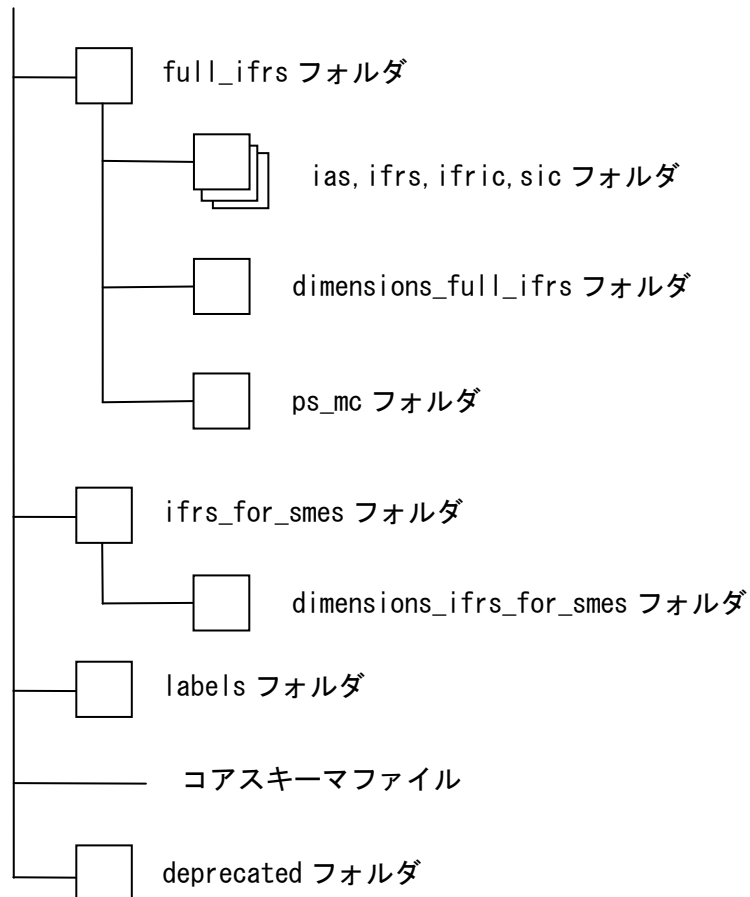 full_ifrs フォルダ
ias,ifrs,ifric,sic フォルダ
dimensions_full_ifrs フォルダ
ps_mc フォルダ
ifrs_for_smes フォルダ
dimensions_ifrs_for_smes フォルダ
labels フォルダ
コアスキーマファイル
deprecated フォルダ